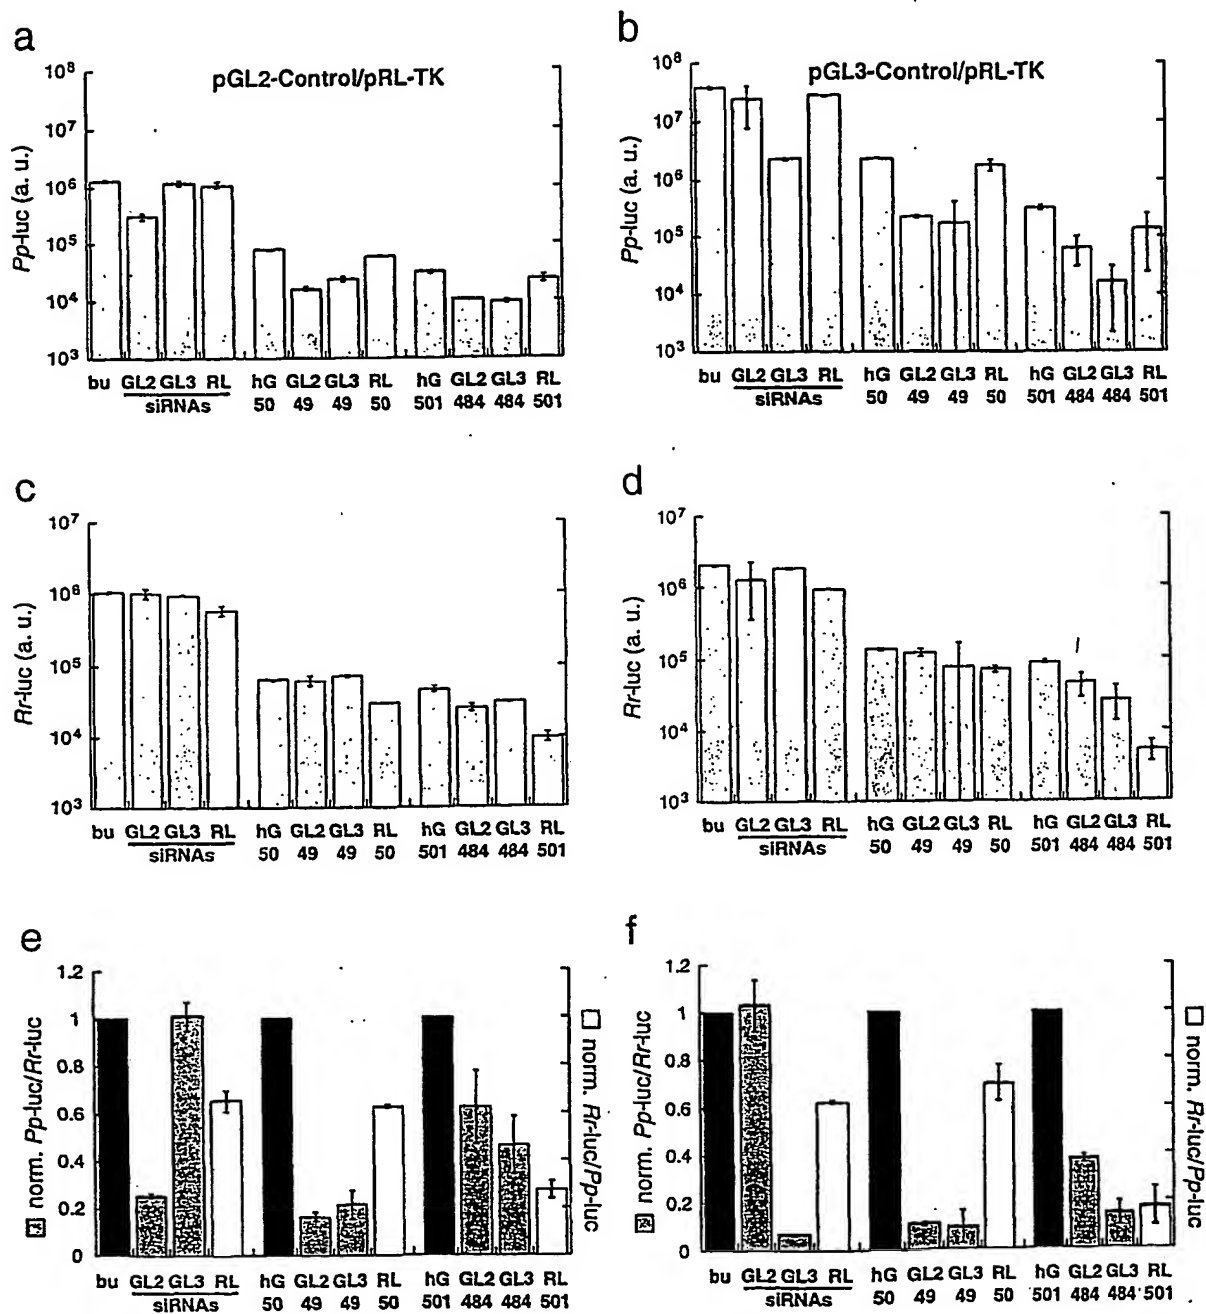 a
pGL2-Control/pRL-TK
Pp-luc (a. u.)
10⁸
10⁷
10⁶
10⁵
10⁴
10³
bu GL2 GL3 RL hG GL2 GL3 RL hG GL2 GL3 RL
siRNAs 50 49 49 50 501 484 484 501
b
pGL3-Control/pRL-TK
Pp-luc (a. u.)
10⁸
10⁷
10⁶
10⁵
10⁴
10³
bu GL2 GL3 RL hG GL2 GL3 RL hG GL2 GL3 RL
siRNAs 50 49 49 50 501 484 484 501
c
Rr-luc (a. u.)
10⁷
10⁶
10⁵
10⁴
10³
bu GL2 GL3 RL hG GL2 GL3 RL hG GL2 GL3 RL
siRNAs 50 49 49 50 501 484 484 501
d
Rr-luc (a. u.)
10⁷
10⁶
10⁵
10⁴
10³
bu GL2 GL3 RL hG GL2 GL3 RL hG GL2 GL3 RL
siRNAs 50 49 49 50 501 484 484 501
e
norm. Pp-luc/Rr-luc
1.2
1
0.8
0.6
0.4
0.2
0
norm. Rr-luc/Pp-luc
bu GL2 GL3 RL hG GL2 GL3 RL hG GL2 GL3 RL
siRNAs 50 49 49 50 501 484 484 501
f
norm. Pp-luc/Rr-luc
1.2
1
0.8
0.6
0.4
0.2
0
norm. Rr-luc/Pp-luc
bu GL2 GL3 RL hG GL2 GL3 RL hG GL2 GL3 RL
siRNAs 50 49 49 50 501 484 484 501